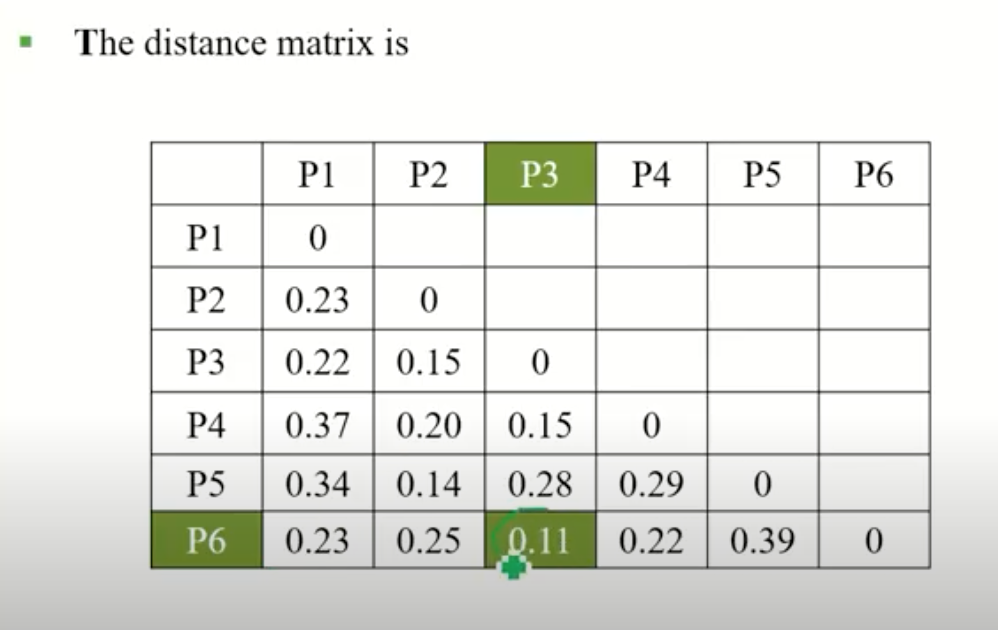 The distance matrix is
P1 P2 P3 P4 P5 P6
P1 0
P2 0.23 0
P3 0.22 0.15 0
P4 0.37 0.20 0.15 0
P5 0.34 0.14 0.28 0.29 0
P6 0.23 0.25 0.11 0.22 0.39 0